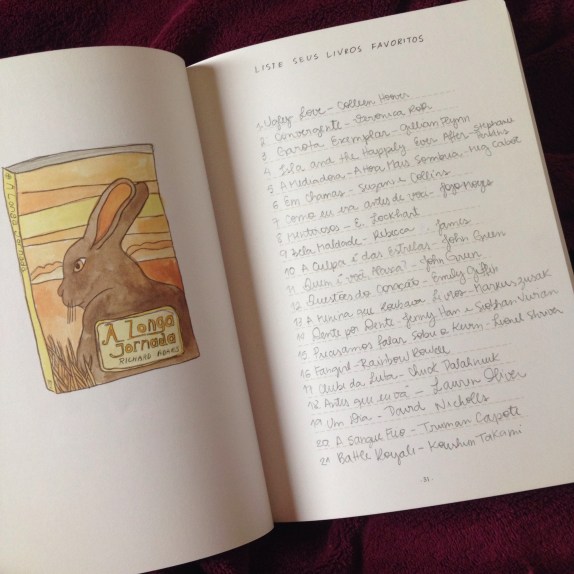 A Longa Jornada
A Longa
Jornada
RICHARD ADAMS
LISTE SEUS LIVROS FAVORITOS
1 Ugly Love - Colleen Hoover
2 Convergente - Veronica Roth
3 Garota Exemplar - Gillian Flynn
4 Isla and the Happily Ever After - Stephanie Perkins
5 A Mediadora - A Hora Mais Sombria - Meg Cabot
6 Em Chamas - Suzanne Collins
7 Como eu era antes de você - Jojo Moyes
8 Mentirosos - E. Lockhart
9 Bela Maldade - Rebecca James
10 A Culpa é das Estrelas - John Green
11 Quem é você Alasca? - John Green
12 Questões do Coração - Emily Giffin
13 A Menina que Roubava Livros - Markus Zusak
14 Dente por Dente - Jenny Han e Siobhan Vivian
15 Precisamos falar sobre o Kevin - Lionel Shriver
16 Fangirl - Rainbow Rowell
17 Clube da Luta - Chuck Palahniuk
18 Antes que eu vá - Lauren Oliver
19 Um Dia - David Nicholls
20 A Sangue Frio - Truman Capote
21 Battle Royale - Koushun Takami
.31.